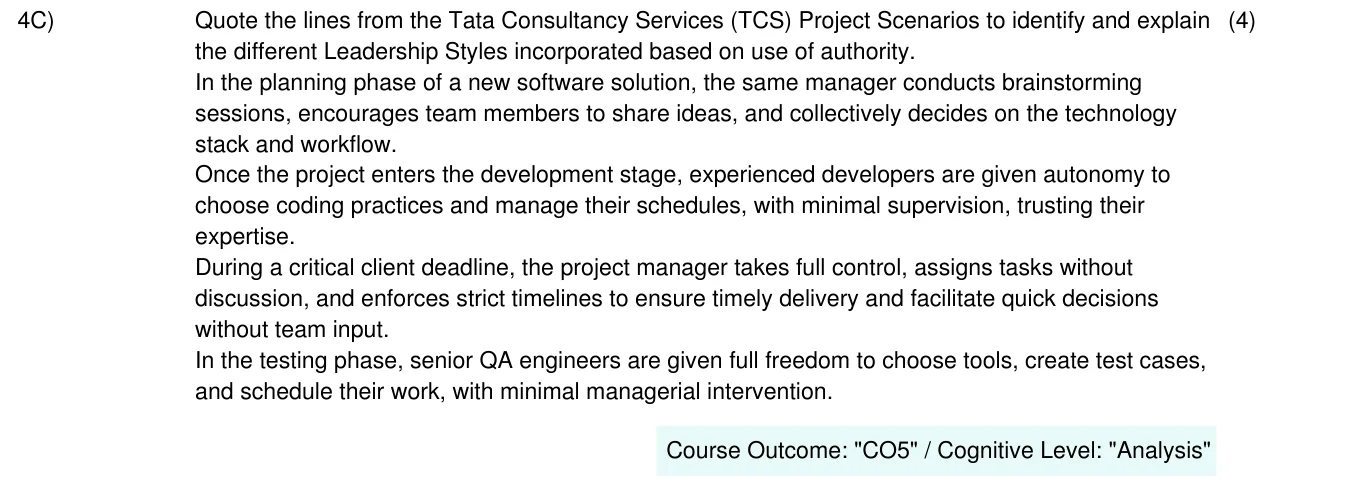 4C) Quote the lines from the Tata Consultancy Services (TCS) Project Scenarios to identify and explain (4)
the different Leadership Styles incorporated based on use of authority.
In the planning phase of a new software solution, the same manager conducts brainstorming
sessions, encourages team members to share ideas, and collectively decides on the technology
stack and workflow.
Once the project enters the development stage, experienced developers are given autonomy to
choose coding practices and manage their schedules, with minimal supervision, trusting their
expertise.
During a critical client deadline, the project manager takes full control, assigns tasks without
discussion, and enforces strict timelines to ensure timely delivery and facilitate quick decisions
without team input.
In the testing phase, senior QA engineers are given full freedom to choose tools, create test cases,
and schedule their work, with minimal managerial intervention.
Course Outcome: "CO5" / Cognitive Level: "Analysis"